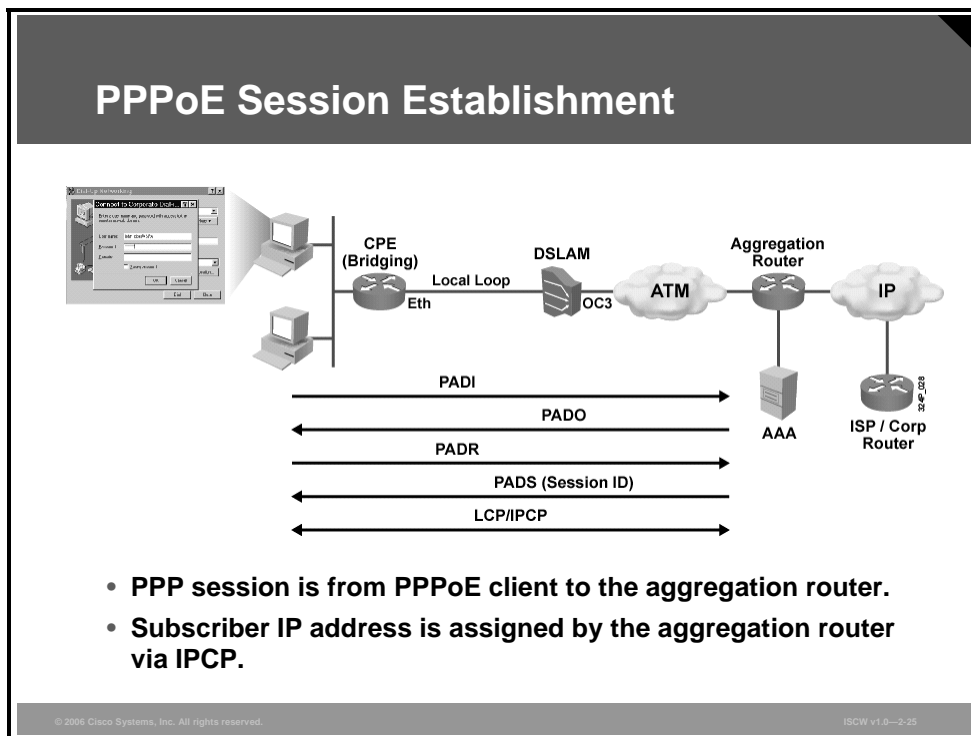 PPPoE Session Establishment
CPE
(Bridging)
Eth
Local Loop
DSLAM
OC3
ATM
Aggregation
Router
IP
AAA
ISP / Corp
Router
324P_028
PADI
PADO
PADR
PADS (Session ID)
LCP/IPCP
• PPP session is from PPPoE client to the aggregation router.
• Subscriber IP address is assigned by the aggregation router
via IPCP.
© 2006 Cisco Systems, Inc. All rights reserved.
ISCW v1.0—2-25